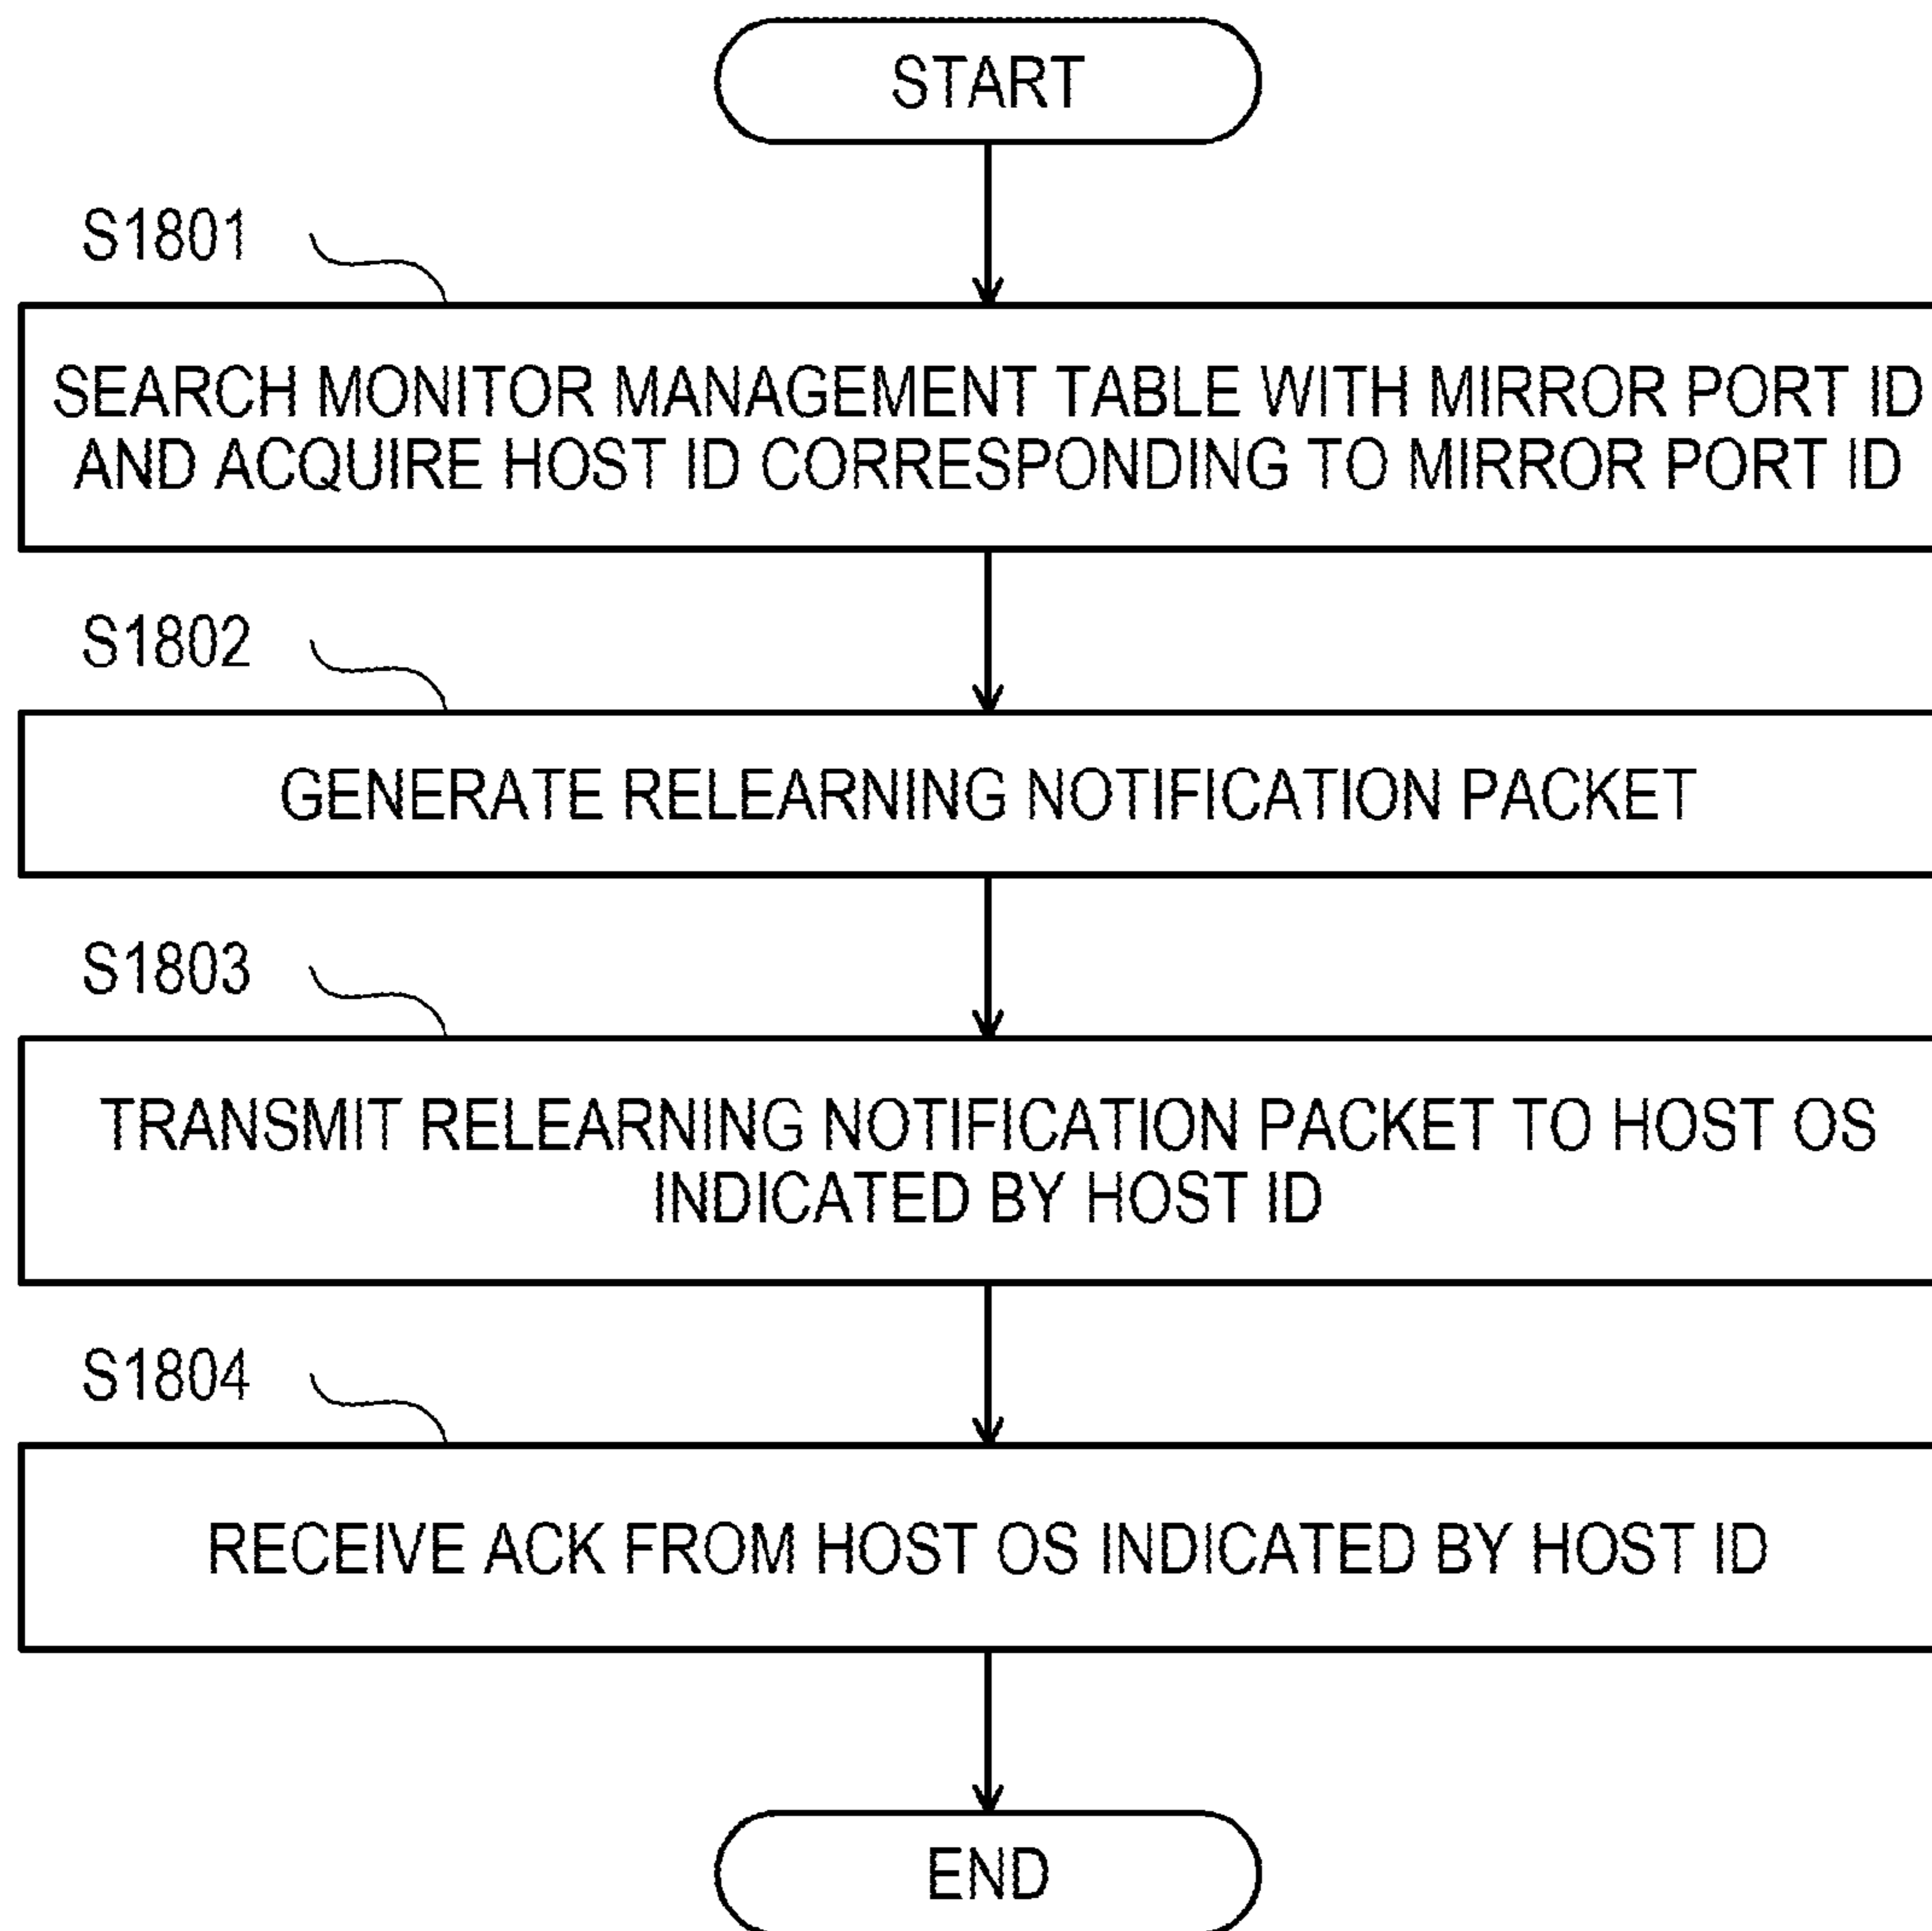 START
S1801
SEARCH MONITOR MANAGEMENT TABLE WITH MIRROR PORT ID
AND ACQUIRE HOST ID CORRESPONDING TO MIRROR PORT ID
S1802
GENERATE RELEARNING NOTIFICATION PACKET
S1803
TRANSMIT RELEARNING NOTIFICATION PACKET TO HOST OS
INDICATED BY HOST ID
S1804
RECEIVE ACK FROM HOST OS INDICATED BY HOST ID
END